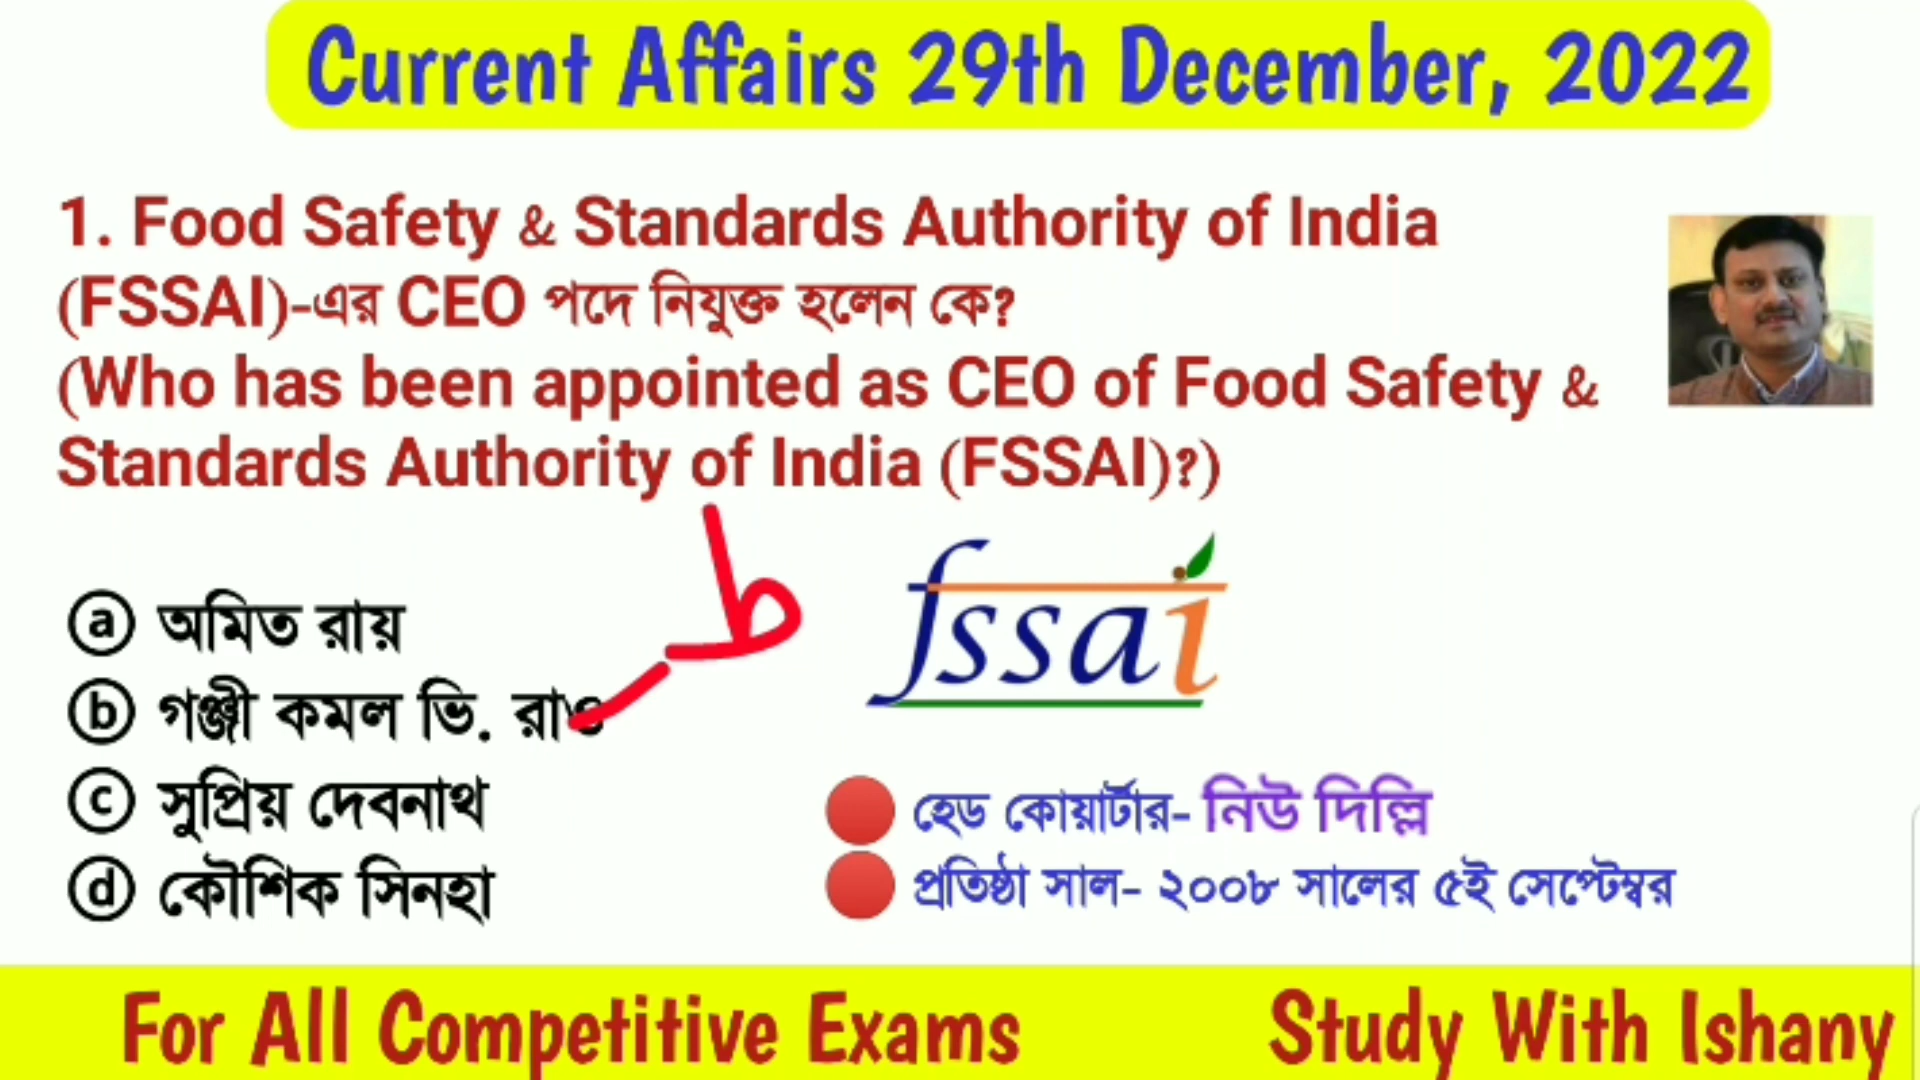 Current Affairs 29th December, 2022
1. Food Safety & Standards Authority of India
(FSSAI)-এর CEO পদে নিযুক্ত হলেন কে?
(Who has been appointed as CEO of Food Safety &
Standards Authority of India (FSSAI)?)
b
fssai
ⓐ অমিত রায়
ⓑ গঞ্জী কমল ভি. রাও
ⓒ সুপ্রিয় দেবনাথ
ⓓ কৌশিক সিনহা
হেড কোয়ার্টার- নিউ দিল্লি
প্রতিষ্ঠা সাল- ২০০৮ সালের ৫ই সেপ্টেম্বর
For All Competitive Exams
Study With Ishany